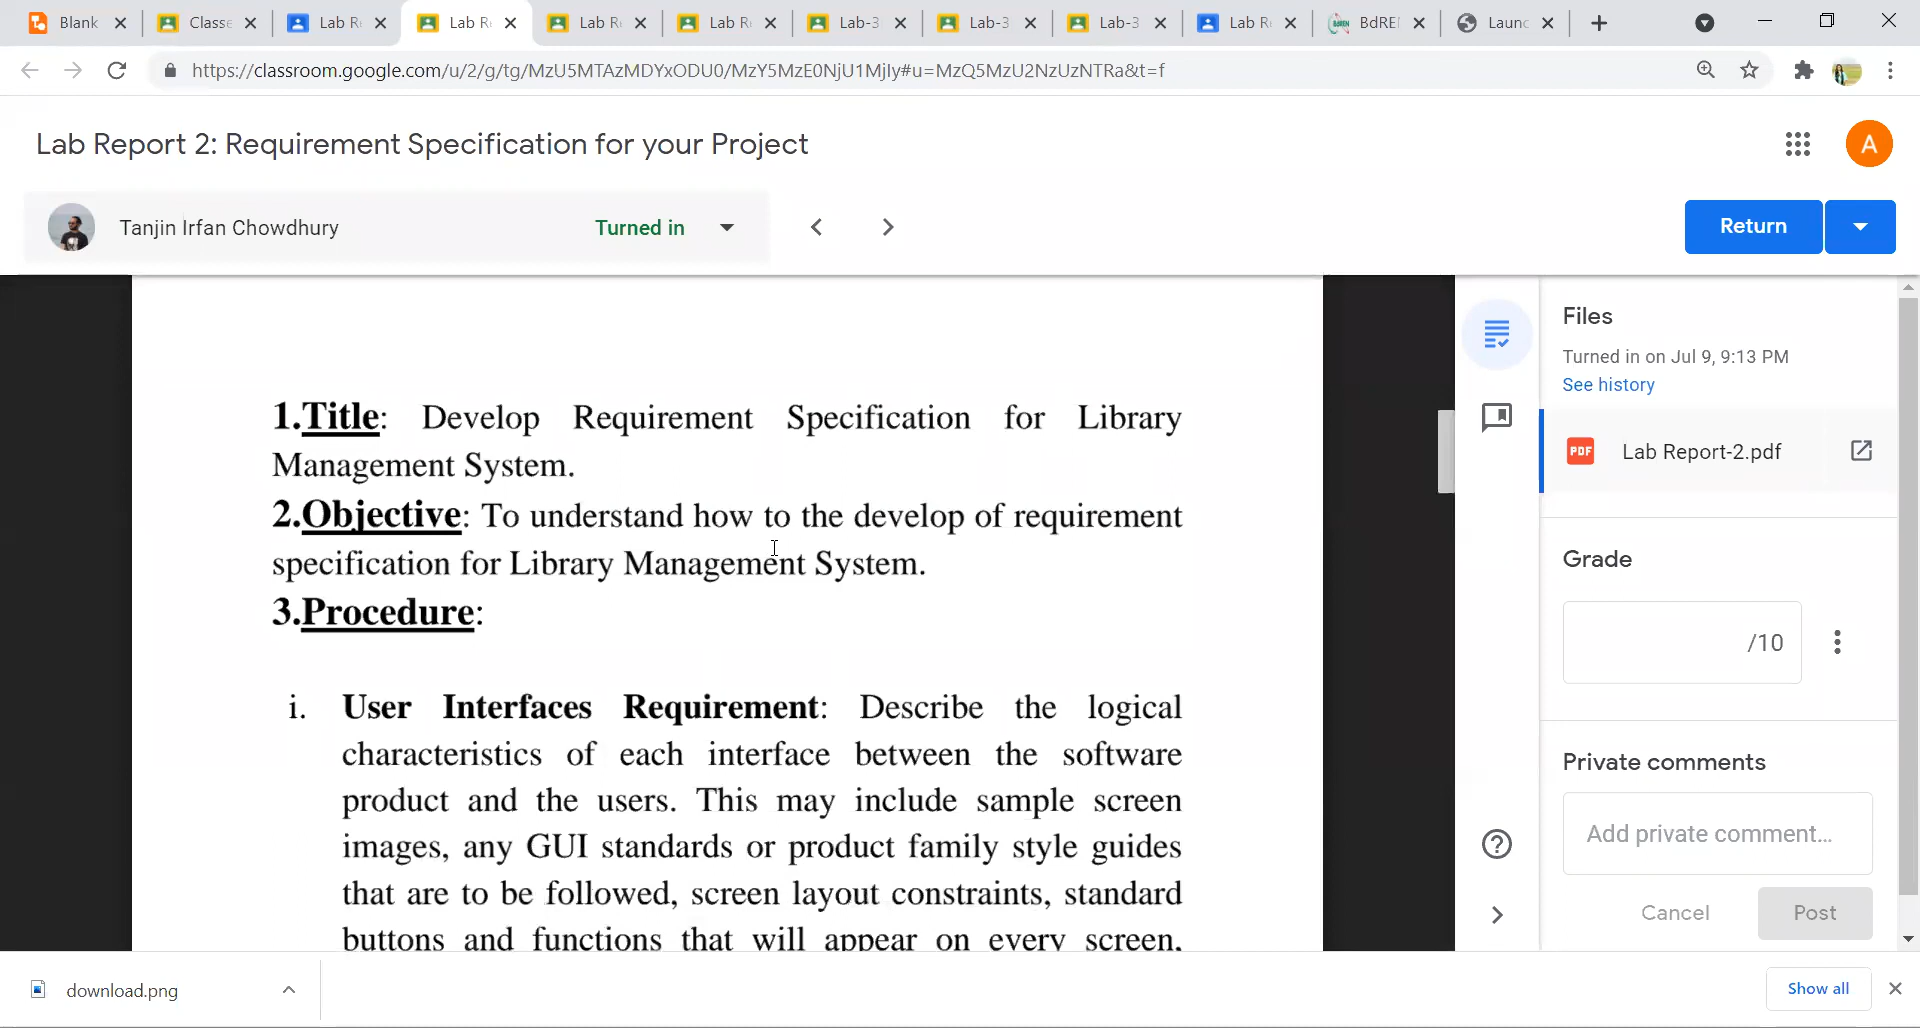 Blank
Classe
Lab R
Lab R
Lab R
Lab R
Lab-3
Lab-3
Lab-3
Lab R
BdREI
Launc
https://classroom.google.com/u/2/g/tg/MzU5MTAzMDYxODU0/MzY5MzE0NjU1Mjly#u=MzQ5MzU2NzUzNTRa&t=f
Lab Report 2: Requirement Specification for your Project
A
Tanjin Irfan Chowdhury
Turned in
Return
1.Title: Develop Requirement Specification for Library
Management System.
2.Objective: To understand how to the develop of requirement
specification for Library Management System.
3.Procedure:
i. User Interfaces Requirement: Describe the logical
characteristics of each interface between the software
product and the users. This may include sample screen
images, any GUI standards or product family style guides
that are to be followed, screen layout constraints, standard
buttons and functions that will appear on every screen,
Files
Turned in on Jul 9, 9:13 PM
See history
PDF
Lab Report-2.pdf
Grade
/10
Private comments
Add private comment...
Cancel
Post
download.png
Show all